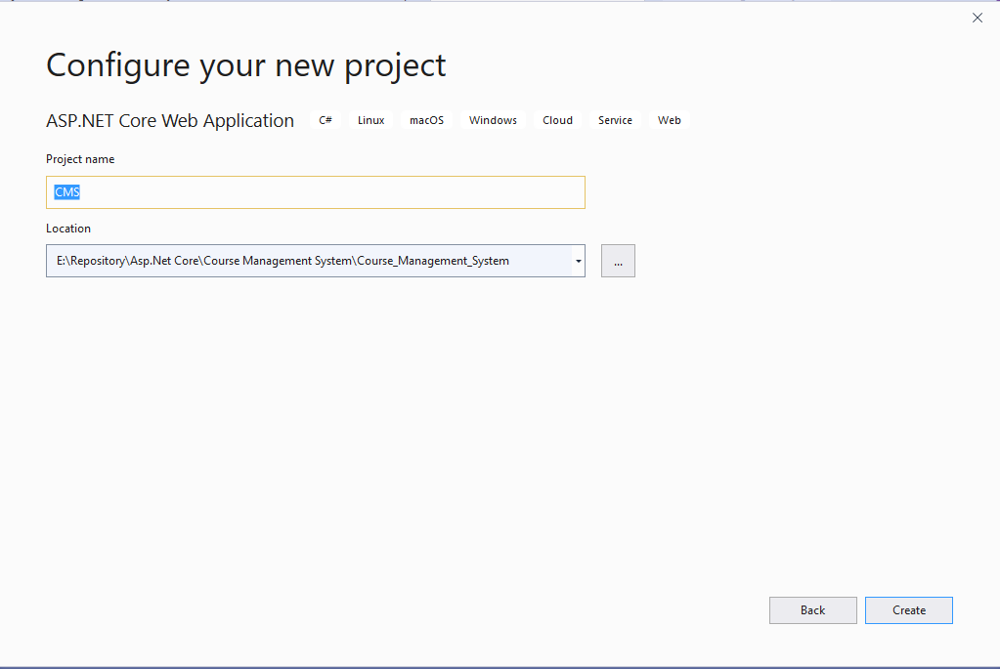 Configure your new project
ASP.NET Core Web Application C# Linux macOS Windows Cloud Service Web
Project name
CMS
Location
E:\Repository\Asp.Net Core\Course Management System\Course_Management_System
...
Back Create